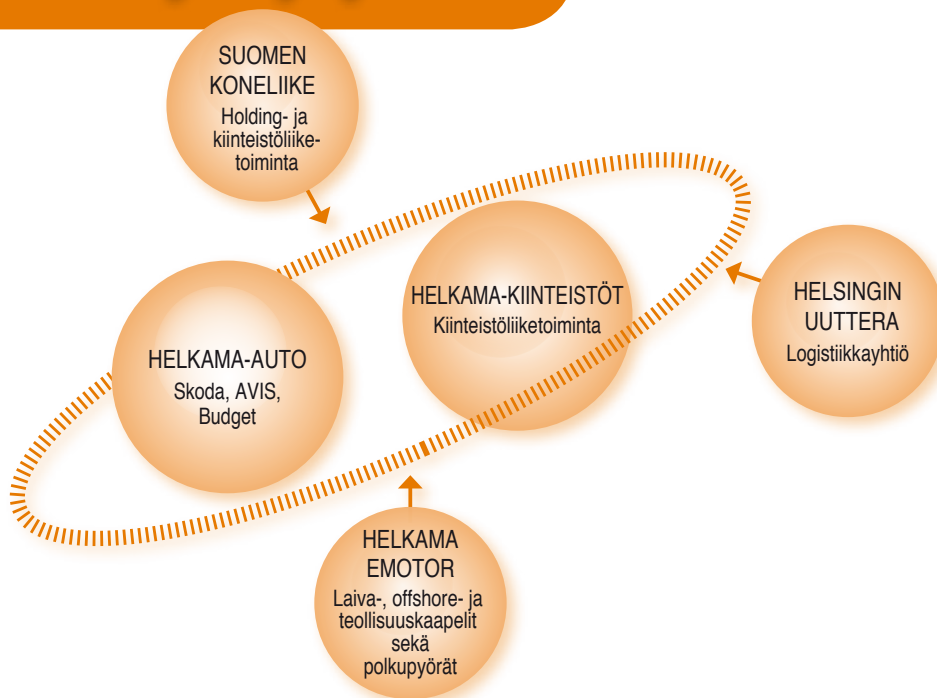 SUOMEN
KONELIIKE
Holding- ja
kiinteistöliike-
toiminta
HELKAMA-KIINTEISTÖT
Kiinteistöliiketoiminta
HELSINGIN
UUTTERA
Logistiikkayhtiö
HELKAMA-AUTO
Skoda, AVIS,
Budget
HELKAMA
EMOTOR
Laiva-, offshore- ja
teollisuuskaapelit
sekä
polkupyörät